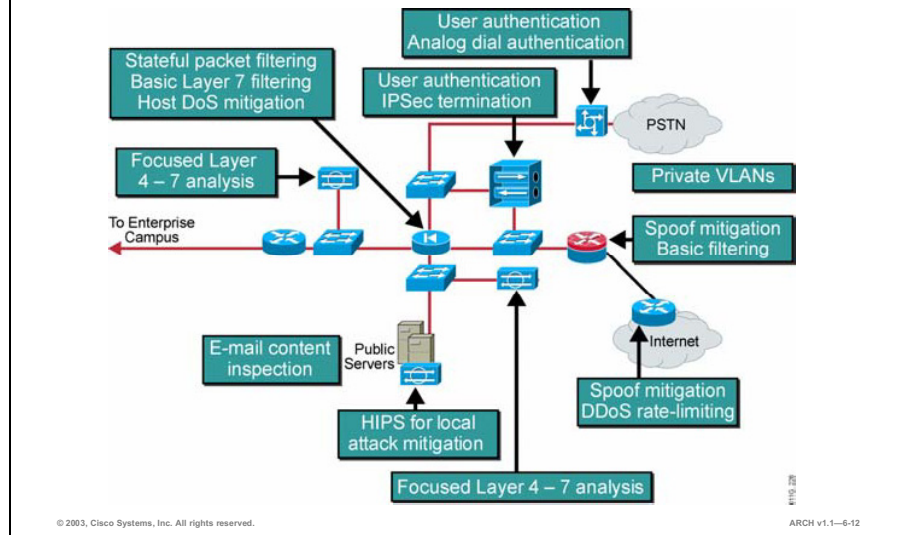 User authentication
Analog dial authentication
Stateful packet filtering
Basic Layer 7 filtering
Host DoS mitigation
User authentication
IPSec termination
PSTN
Focused Layer
4 – 7 analysis
Private VLANs
To Enterprise
Campus
Spoof mitigation
Basic filtering
E-mail content
inspection
Public
Servers
Internet
Spoof mitigation
DDoS rate-limiting
HIPS for local
attack mitigation
Focused Layer 4 – 7 analysis
© 2003, Cisco Systems, Inc. All rights reserved.
ARCH v1.1—6-12